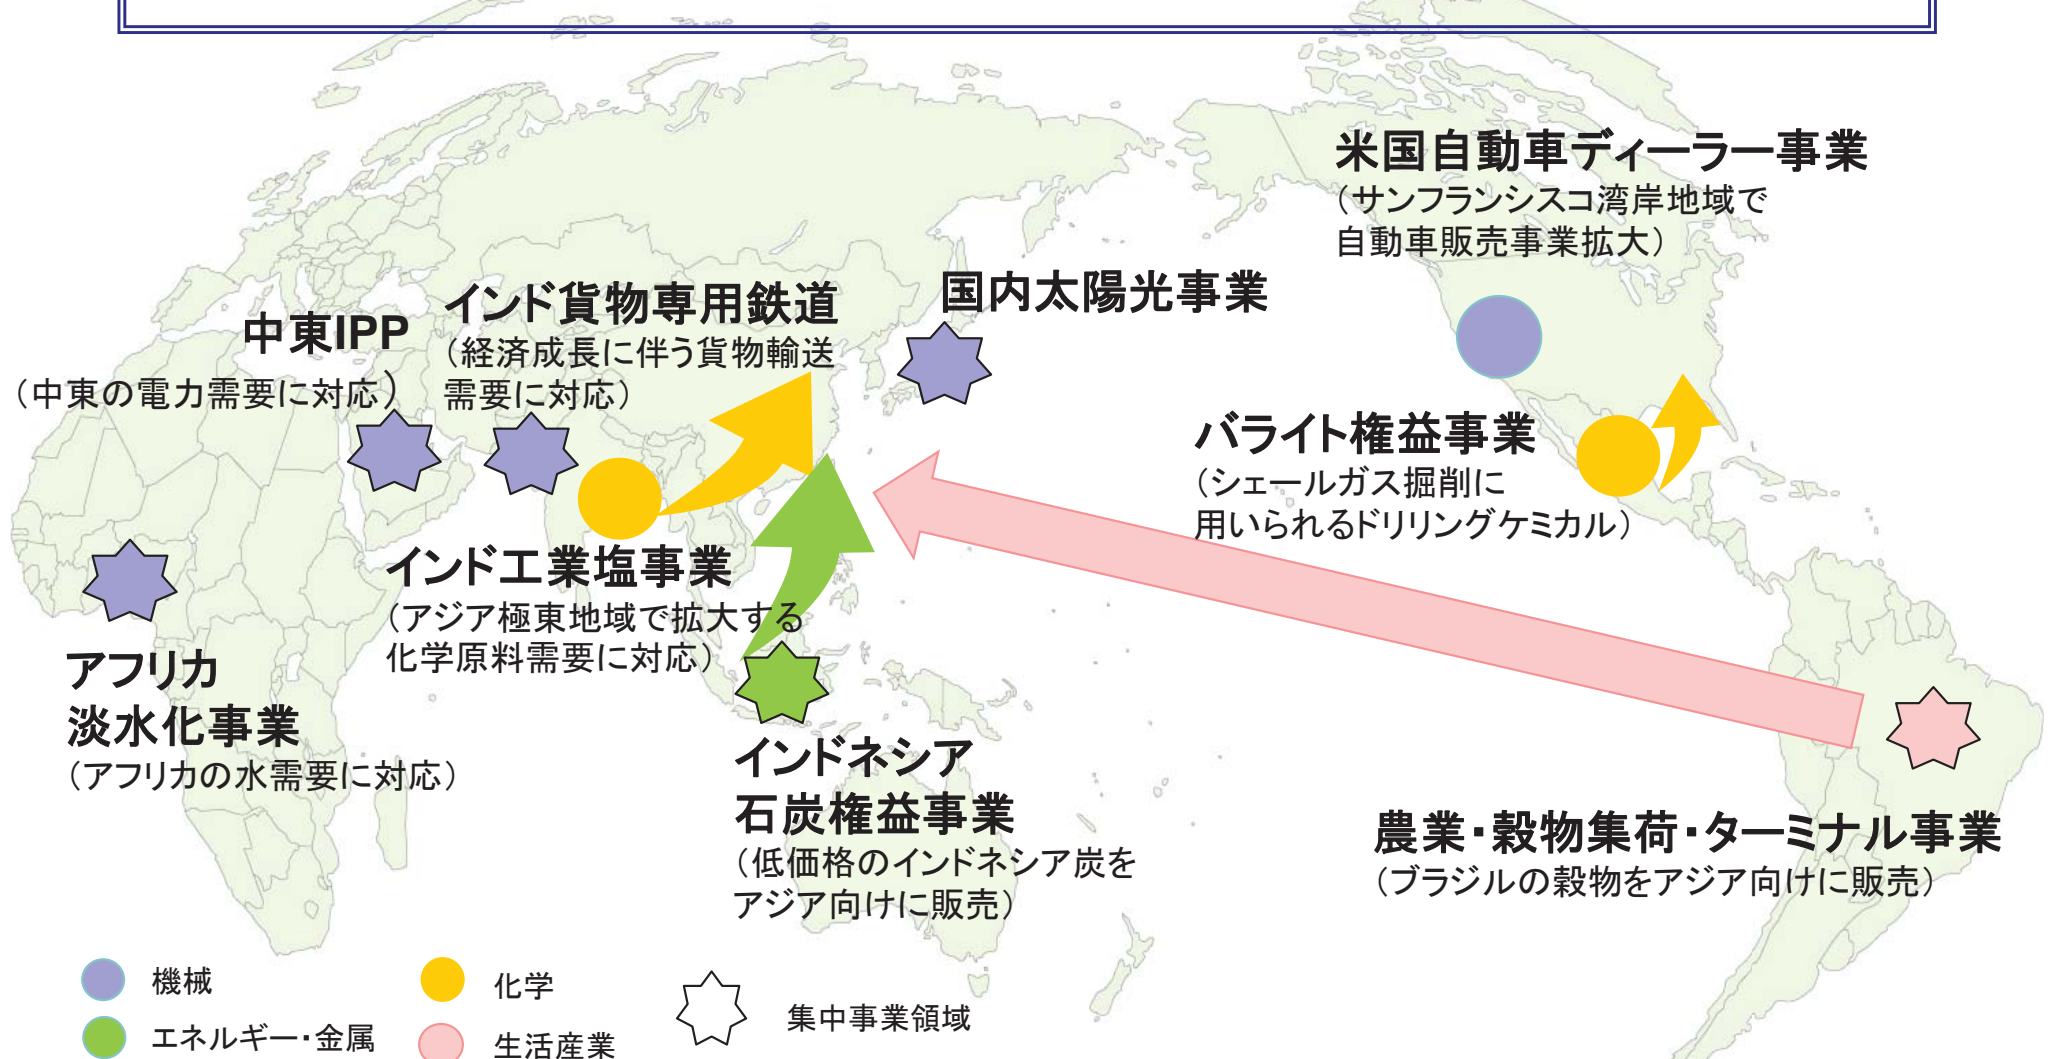 米国自動車ディーラー事業
（サンフランシスコ湾岸地域で
自動車販売事業拡大）
国内太陽光事業
インド貨物専用鉄道
（経済成長に伴う貨物輸送
需要に対応）
中東IPP
（中東の電力需要に対応）
バライト権益事業
（シェールガス掘削に
用いられるドリリングケミカル）
インド工業塩事業
（アジア極東地域で拡大する
化学原料需要に対応）
アフリカ
淡水化事業
（アフリカの水需要に対応）
インドネシア
石炭権益事業
（低価格のインドネシア炭を
アジア向けに販売）
農業・穀物集荷・ターミナル事業
（ブラジルの穀物をアジア向けに販売）
機械
化学
集中事業領域
エネルギー・金属
生活産業